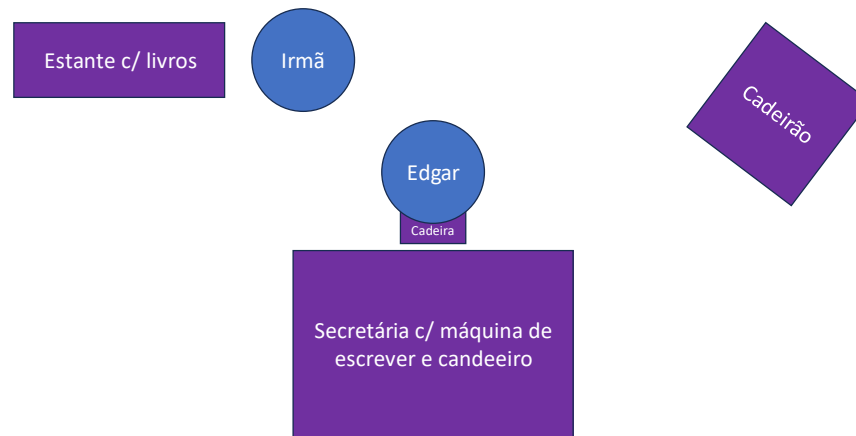 Estante c/ livros
Irmã
Cadeirão
Edgar
Cadeira
Secretária c/ máquina de
escrever e candeeiro